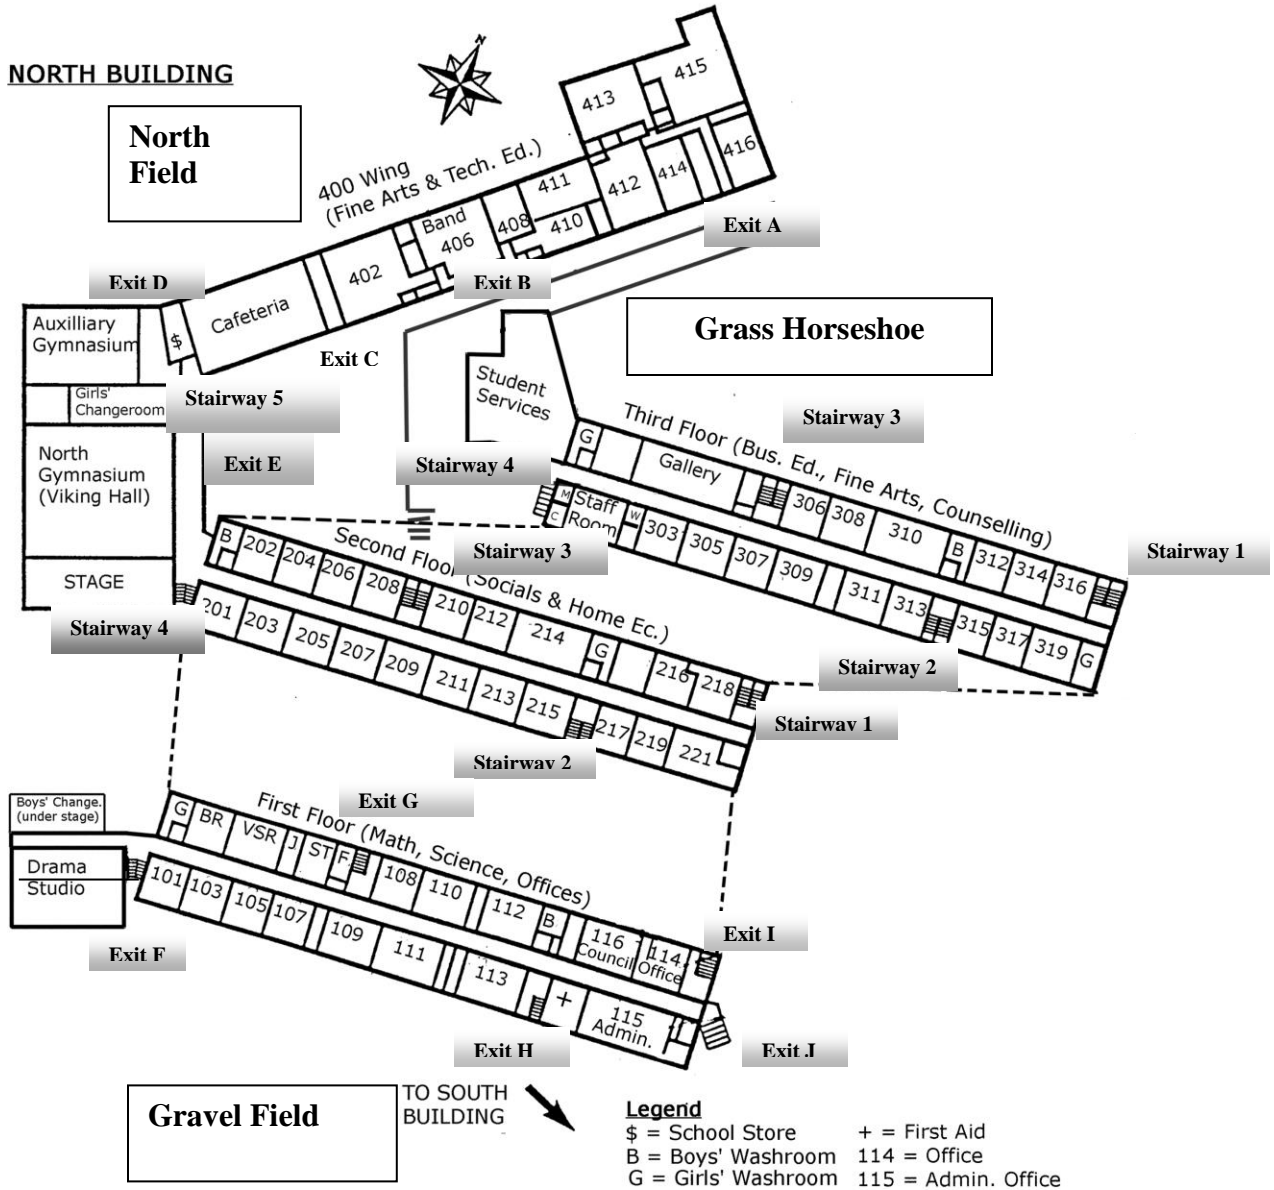 NORTH BUILDING
N
North
Field
400 Wing
(Fine Arts & Tech. Ed.)
415
413
416
414
412
411
410
408
Band
406
402
Cafeteria
$
Exit A
Exit B
Exit C
Exit D
Grass Horseshoe
Auxilliary
Gymnasium
Girls'
Changeroom
Stairway 5
North
Gymnasium
(Viking Hall)
Exit E
STAGE
Stairway 4
Student
Services
Third Floor (Bus. Ed., Fine Arts, Counselling)
Stairway 3
Stairway 4
G
Gallery
306
308
310
B
312
314
316
Stairway 1
M
C
Staff
Room
W
303
305
307
309
311
313
315
317
319
G
Stairway 2
Stairway 3
Second Floor (Socials & Home Ec.)
B
202
204
206
208
210
212
214
G
216
218
Stairway 1
201
203
205
207
209
211
213
215
217
219
221
Stairway 2
Exit G
First Floor (Math, Science, Offices)
Boys' Change.
(under stage)
Drama
Studio
G
BR
VSR
J
ST
F
108
110
112
B
116
Council
114
Office
Exit I
101
103
105
107
109
111
113
+
115
Admin.
Exit F
Exit H
Exit J
Gravel Field
TO SOUTH
BUILDING
Legend
$ = School Store
+ = First Aid
B = Boys' Washroom
114 = Office
G = Girls' Washroom
115 = Admin. Office